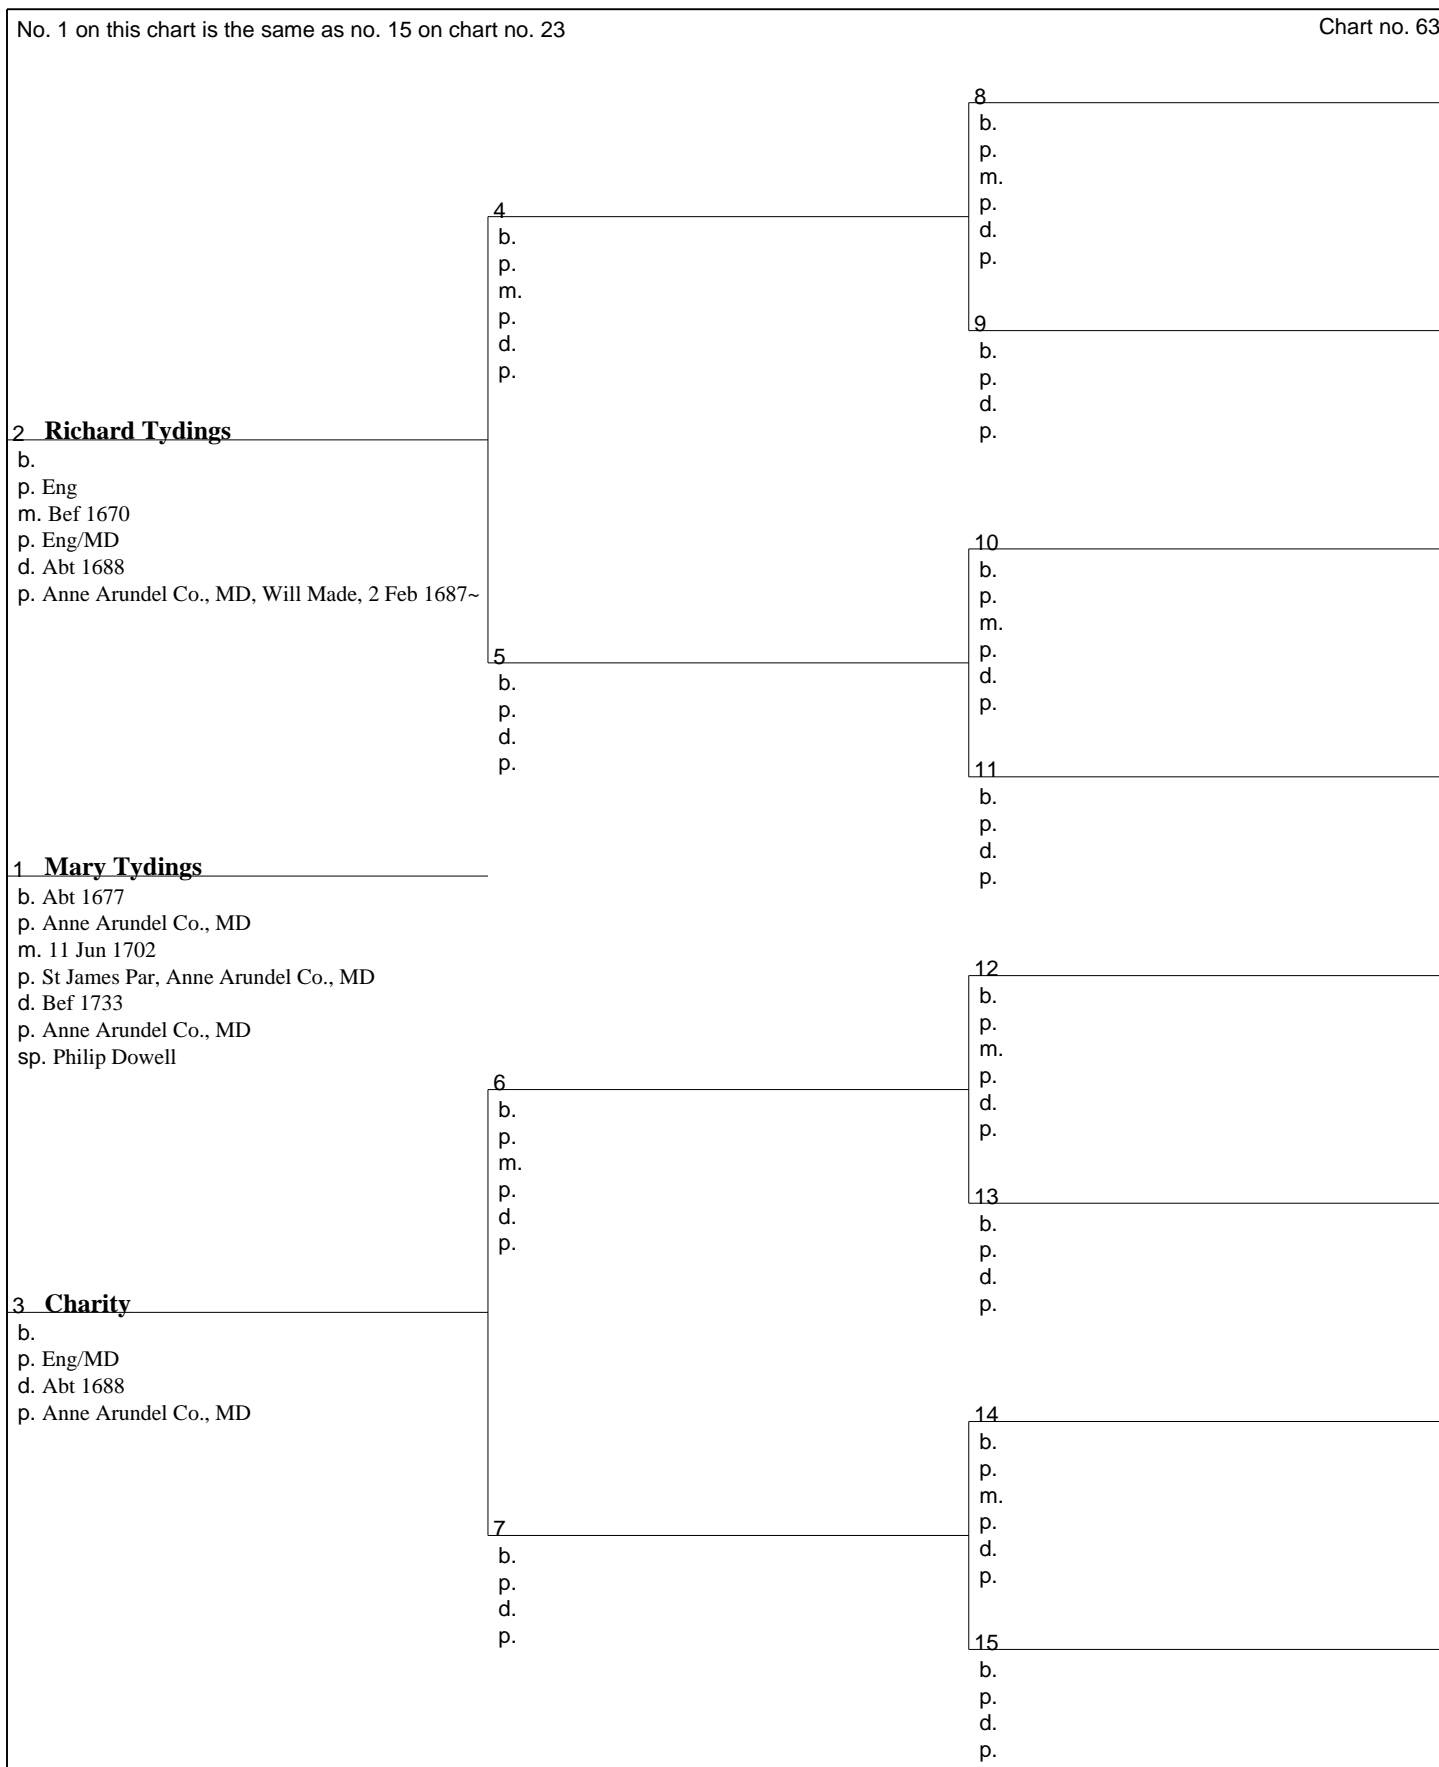 No. 1 on this chart is the same as no. 15 on chart no. 23
Chart no. 63
8
b.
p.
m.
p.
d.
p.
4
b.
p.
m.
p.
d.
p.
9
b.
p.
d.
p.
2 Richard Tydings
b.
p. Eng
m. Bef 1670
p. Eng/MD
d. Abt 1688
p. Anne Arundel Co., MD, Will Made, 2 Feb 1687~
10
b.
p.
m.
p.
d.
p.
5
b.
p.
d.
p.
11
b.
p.
d.
p.
1 Mary Tydings
b. Abt 1677
p. Anne Arundel Co., MD
m. 11 Jun 1702
p. St James Par, Anne Arundel Co., MD
d. Bef 1733
p. Anne Arundel Co., MD
sp. Philip Dowell
12
b.
p.
m.
p.
d.
p.
6
b.
p.
m.
p.
d.
p.
13
b.
p.
d.
p.
3 Charity
b.
p. Eng/MD
d. Abt 1688
p. Anne Arundel Co., MD
14
b.
p.
m.
p.
d.
p.
7
b.
p.
d.
p.
15
b.
p.
d.
p.